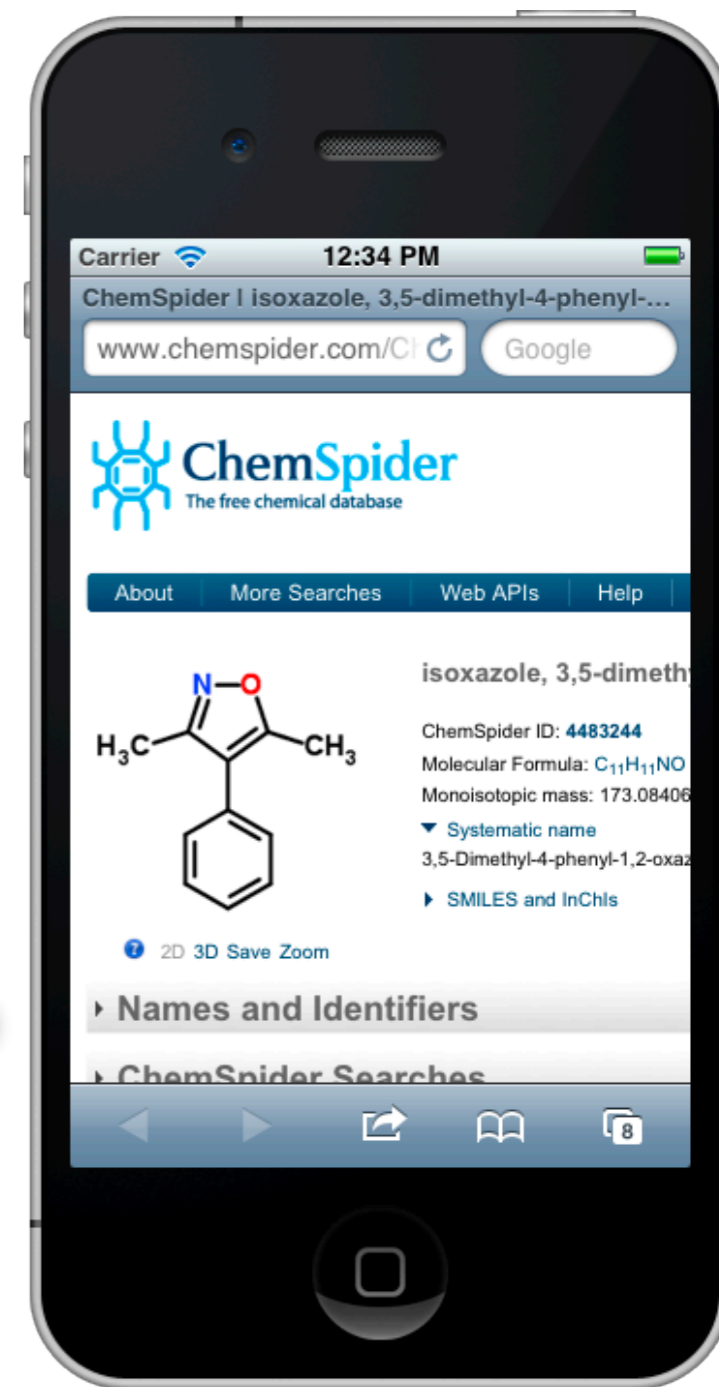 Carrier 12:34 PM
ChemSpider | isoxazole, 3,5-dimethyl-4-phenyl-...
www.chemspider.com/Ch Google
ChemSpider
The free chemical database
About More Searches Web APIs Help
isoxazole, 3,5-dimethy
N O
H3C CH3
ChemSpider ID: 4483244
Molecular Formula: C11H11NO
Monoisotopic mass: 173.08406
Systematic name
3,5-Dimethyl-4-phenyl-1,2-oxaz
SMILES and InChIs
? 2D 3D Save Zoom
Names and Identifiers
ChemSpider Searches
8